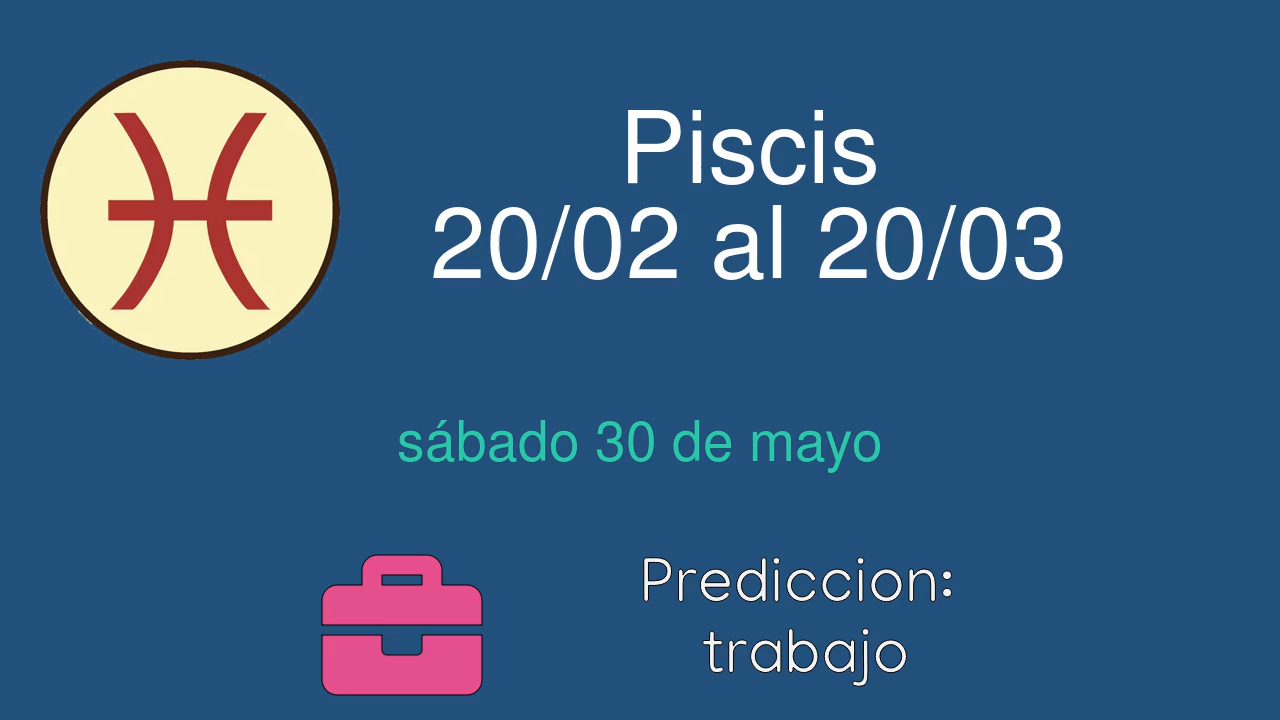 Piscis
20/02 al 20/03
sábado 30 de mayo
Prediccion:
trabajo